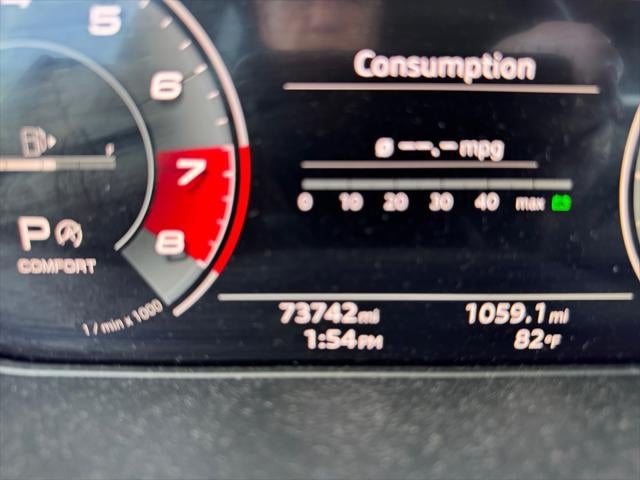 5
6
7
8
P
COMFORT
1/min x 1000
Consumption
ø --.- mpg
0 10 20 30 40 max
73742 mi 1059.1 mi
1:54 PM 82°F